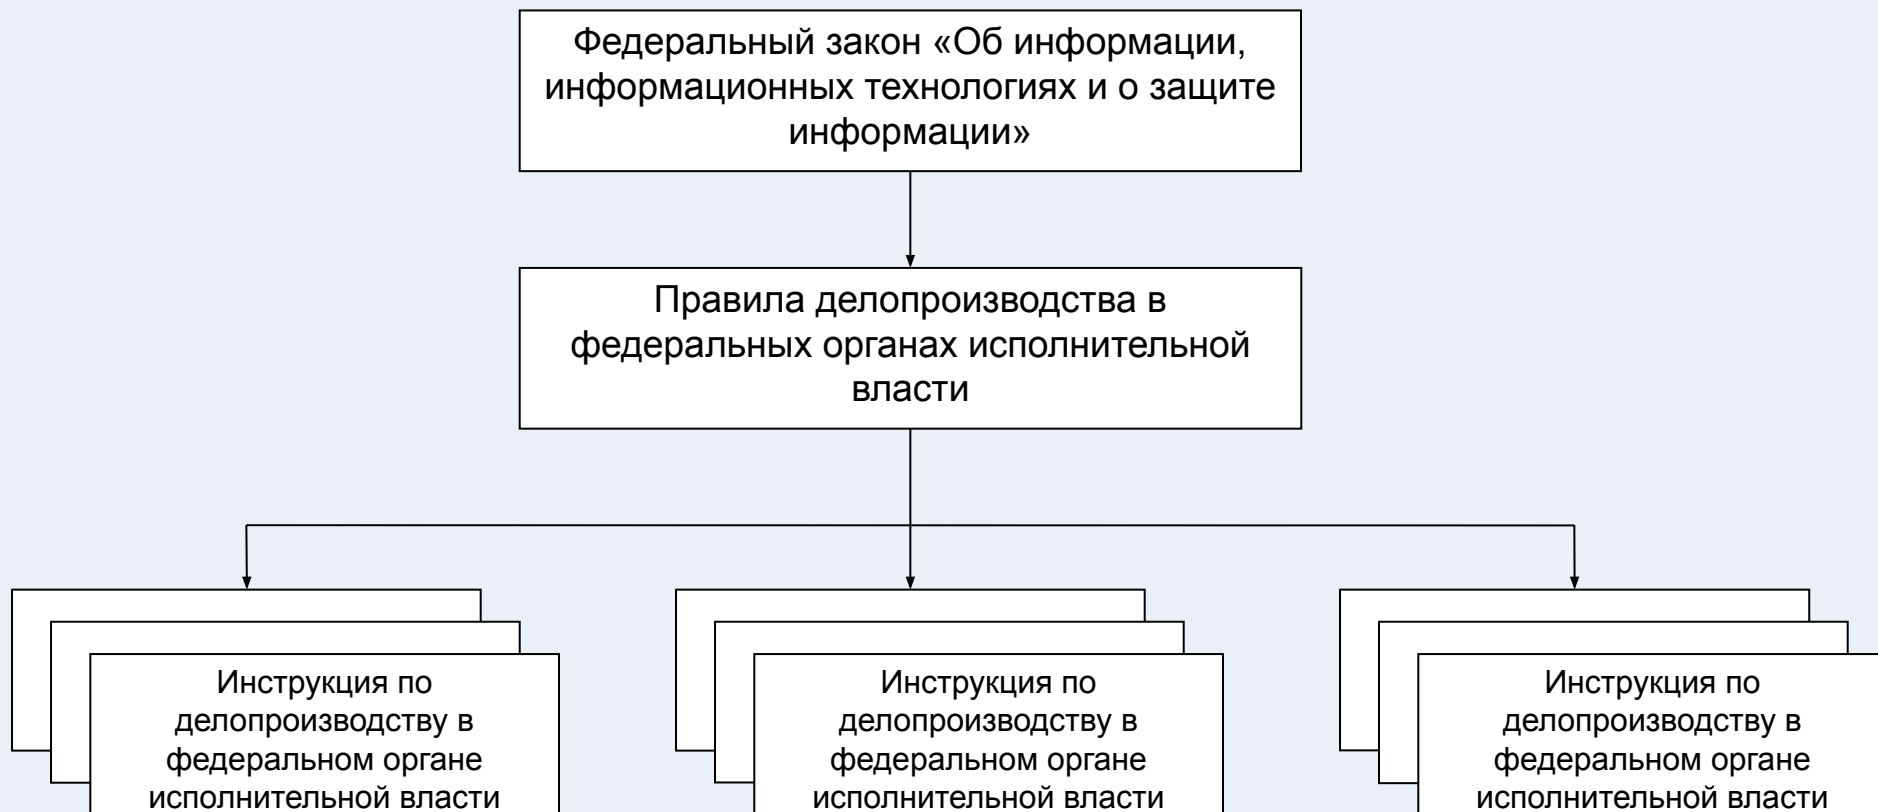 Федеральный закон «Об информации,
информационных технологиях и о защите
информации»
Правила делопроизводства в
федеральных органах исполнительной
власти
Инструкция по
делопроизводству в
федеральном органе
исполнительной власти
Инструкция по
делопроизводству в
федеральном органе
исполнительной власти
Инструкция по
делопроизводству в
федеральном органе
исполнительной власти